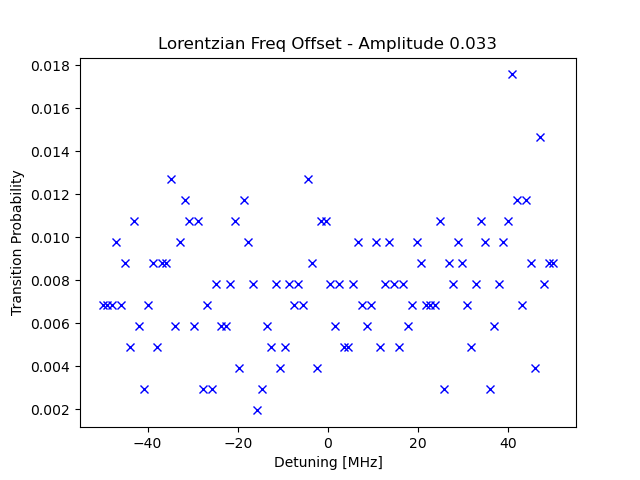 Lorentzian Freq Offset - Amplitude 0.033
Transition Probability
0.018
0.016
0.014
0.012
0.010
0.008
0.006
0.004
0.002
−40 −20 0 20 40
Detuning [MHz]